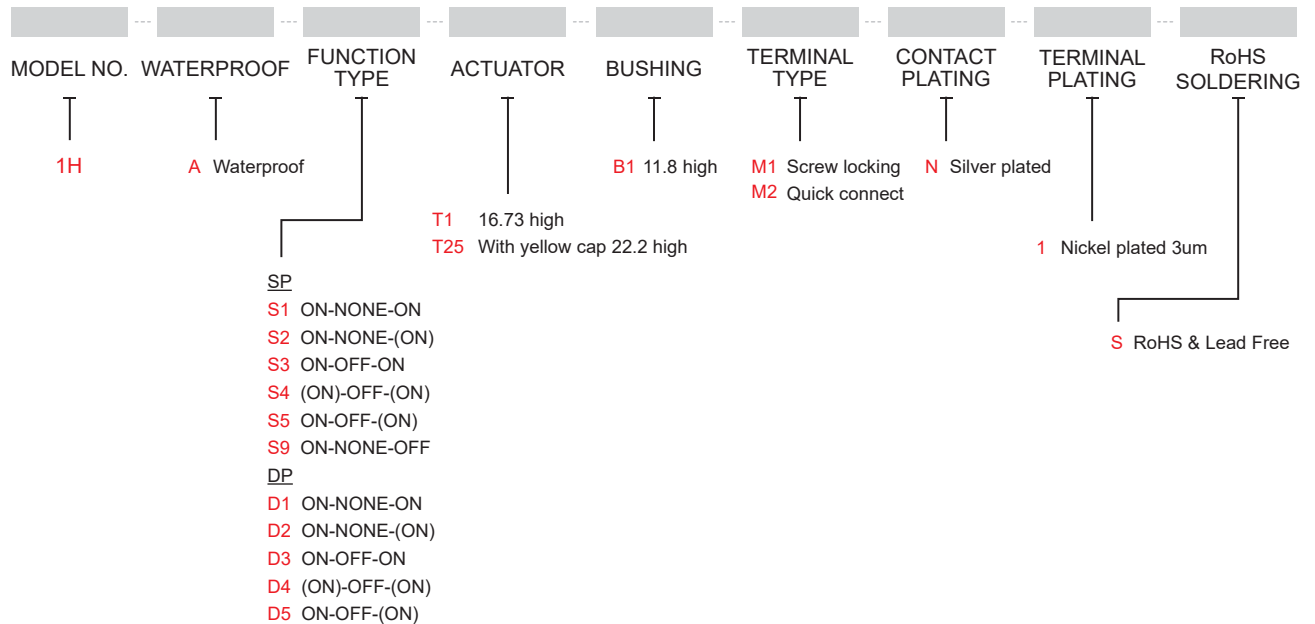 MODEL NO.
WATERPROOF
FUNCTION
TYPE
ACTUATOR
BUSHING
TERMINAL
TYPE
CONTACT
PLATING
TERMINAL
PLATING
RoHS
SOLDERING
1H
A Waterproof
B1 11.8 high
M1 Screw locking
M2 Quick connect
N Silver plated
T1 16.73 high
T25 With yellow cap 22.2 high
1 Nickel plated 3um
S RoHS & Lead Free
SP
S1 ON-NONE-ON
S2 ON-NONE-(ON)
S3 ON-OFF-ON
S4 (ON)-OFF-(ON)
S5 ON-OFF-(ON)
S9 ON-NONE-OFF
DP
D1 ON-NONE-ON
D2 ON-NONE-(ON)
D3 ON-OFF-ON
D4 (ON)-OFF-(ON)
D5 ON-OFF-(ON)